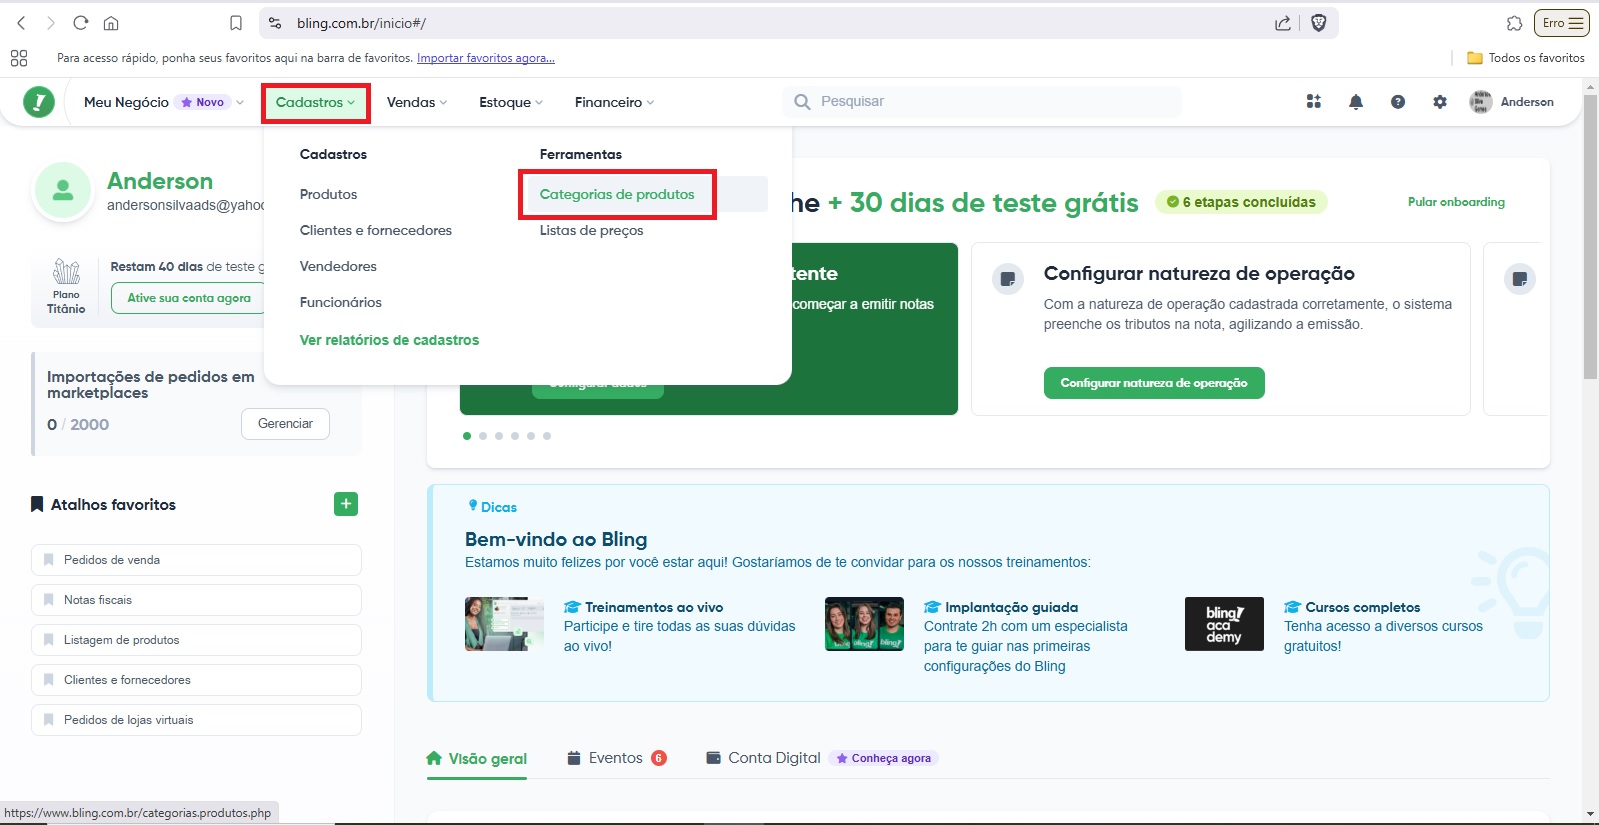 bling.com.br/inicio#/
Erro
Para acesso rápido, ponha seus favoritos aqui na barra de favoritos. Importar favoritos agora...
Todos os favoritos
Meu Negócio
Novo
Cadastros
Vendas
Estoque
Financeiro
Pesquisar
Anderson
Cadastros
Produtos
Clientes e fornecedores
Vendedores
Funcionários
Ver relatórios de cadastros
Ferramentas
Categorias de produtos
Listas de preços
Anderson
andersonsilvaads@yahoo
Plano
Titânio
Restam 40 dias de teste g
Ative sua conta agora
Importações de pedidos em
marketplaces
0 / 2000
Gerenciar
Atalhos favoritos
Pedidos de venda
Notas fiscais
Listagem de produtos
Clientes e fornecedores
Pedidos de lojas virtuais
he + 30 dias de teste grátis
6 etapas concluídas
Pular onboarding
tente
começar a emitir notas
Configurar dados
Configurar natureza de operação
Com a natureza de operação cadastrada corretamente, o sistema
preenche os tributos na nota, agilizando a emissão.
Configurar natureza de operação
Dicas
Bem-vindo ao Bling
Estamos muito felizes por você estar aqui! Gostaríamos de te convidar para os nossos treinamentos:
Treinamentos ao vivo
Participe e tire todas as suas dúvidas
ao vivo!
bling!
bling!
Implantação guiada
Contrate 2h com um especialista
para te guiar nas primeiras
configurações do Bling
bling!
aca
demy
Cursos completos
Tenha acesso a diversos cursos
gratuitos!
Visão geral
Eventos
6
Conta Digital
Conheça agora
https://www.bling.com.br/categorias.produtos.php